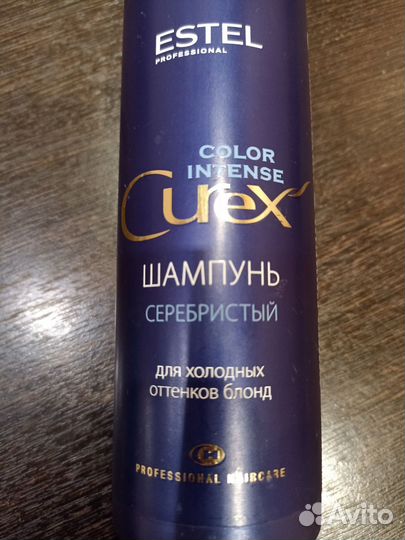 ESTEL
PROFESSIONAL
COLOR
INTENSE
Curex
ШАМПУНЬ
СЕРЕБРИСТЫЙ
для холодных
оттенков блонд
PROFESSIONAL HAIRCARE
Avito